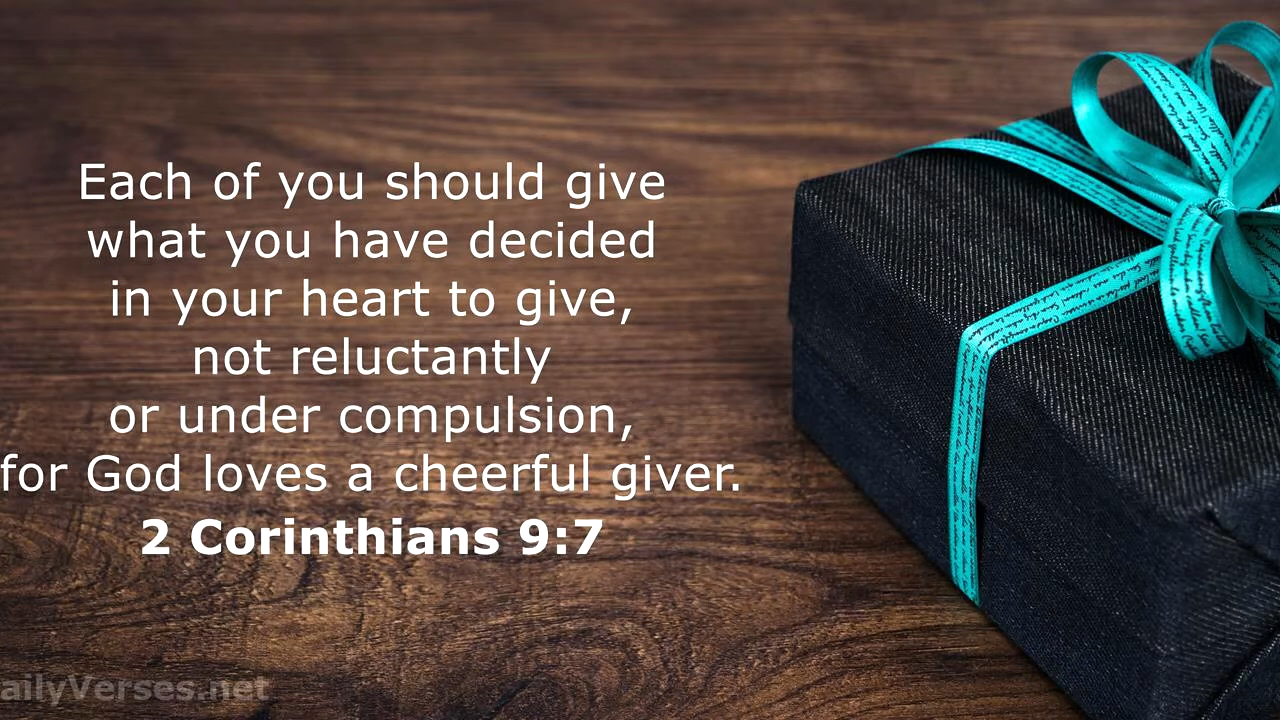 Each of you should give
what you have decided
in your heart to give,
not reluctantly
or under compulsion,
for God loves a cheerful giver.
2 Corinthians 9:7
ailyVerses.net